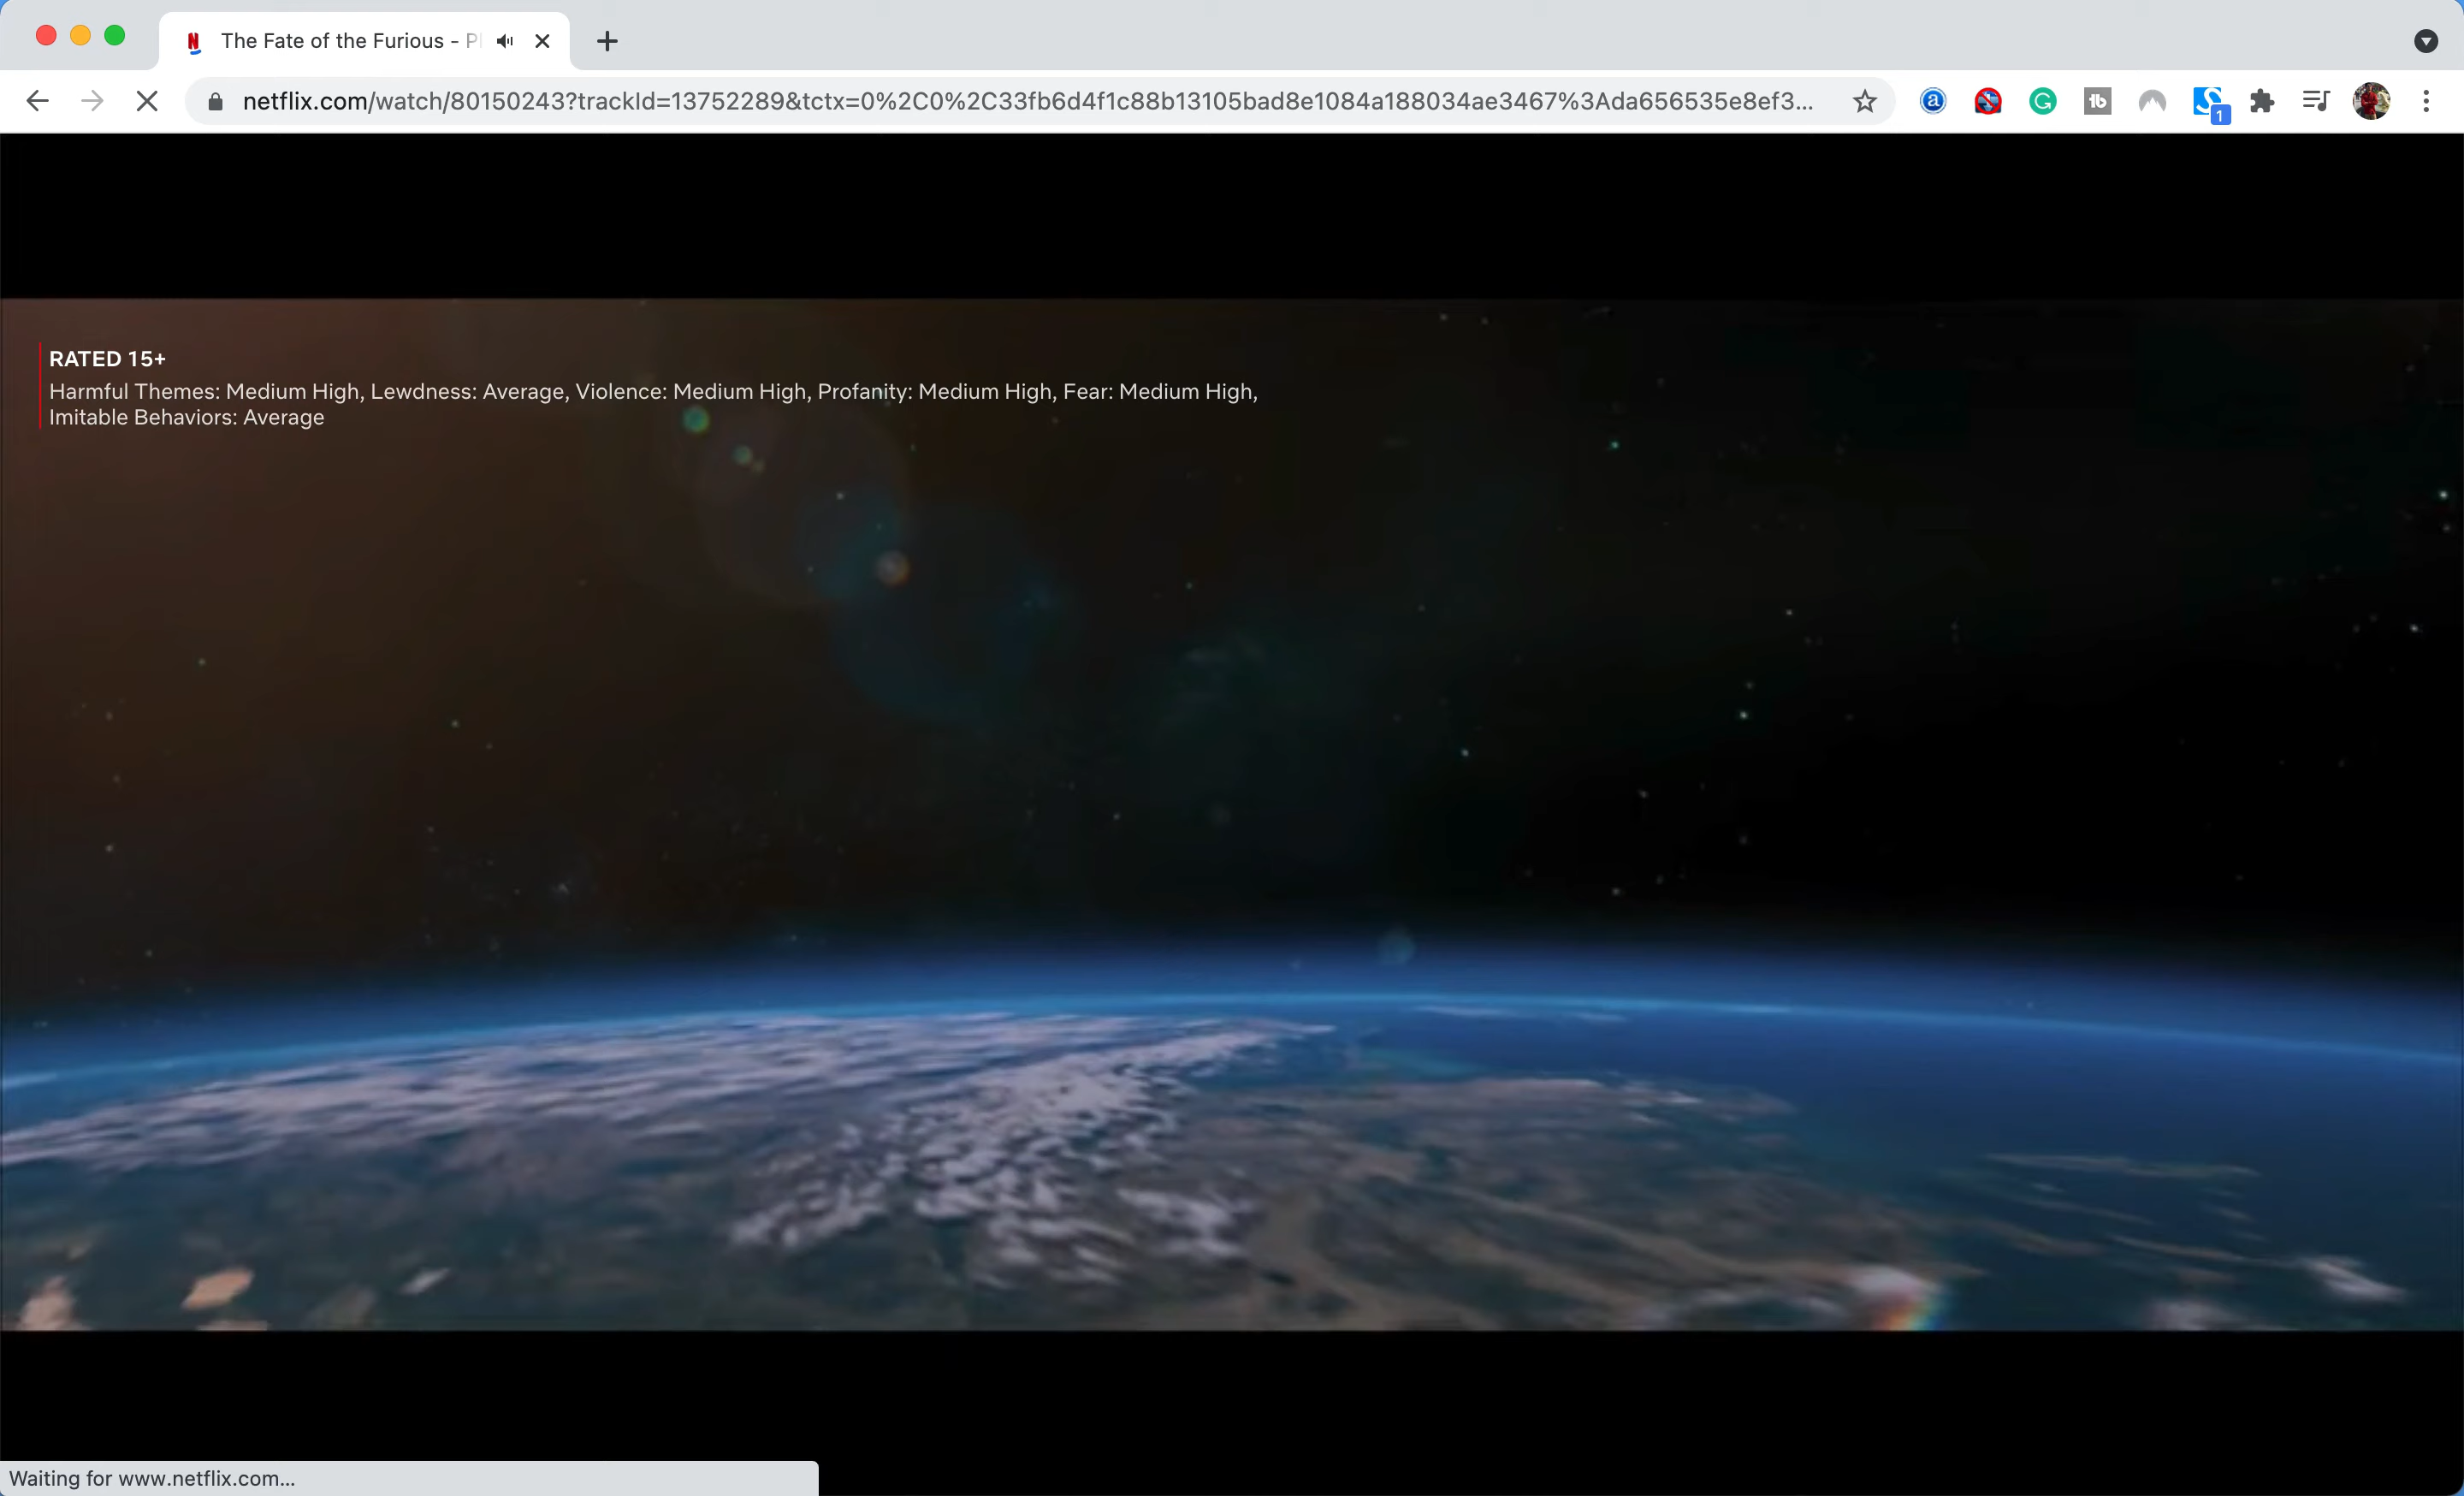 The Fate of the Furious - Pl
netflix.com/watch/80150243?trackId=13752289&tctx=0%2C0%2C33fb6d4f1c88b13105bad8e1084a188034ae3467%3Ada656535e8ef3...
1
RATED 15+
Harmful Themes: Medium High, Lewdness: Average, Violence: Medium High, Profanity: Medium High, Fear: Medium High,
Imitable Behaviors: Average
Waiting for www.netflix.com...